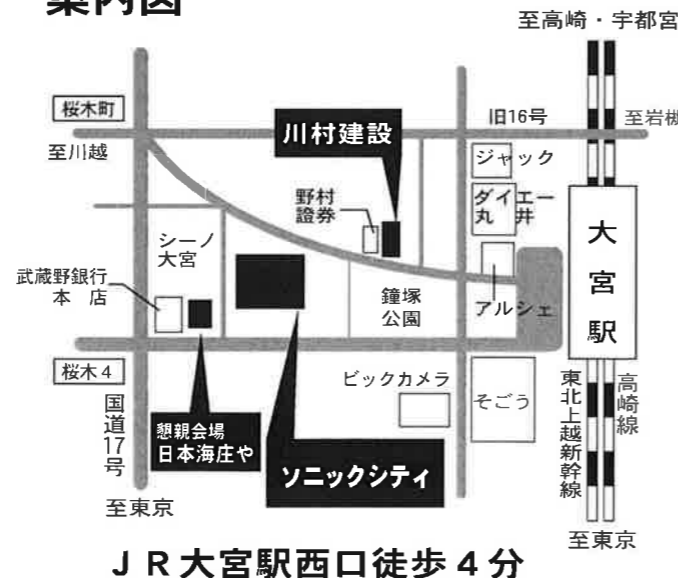 案内図
至高崎・宇都宮
桜木町
旧16号
至岩槻
至川越
川村建設
ジャック
野村
證券
ダイエー
丸井
シーノ
大宮
大宮駅
武蔵野銀行
本店
鐘塚
公園
アルシェ
桜木4
ビックカメラ
そごう
国道17号
懇親会場
日本海庄や
ソニックシティ
東北上越新幹線
高崎線
至東京
至東京
JR大宮駅西口徒歩4分